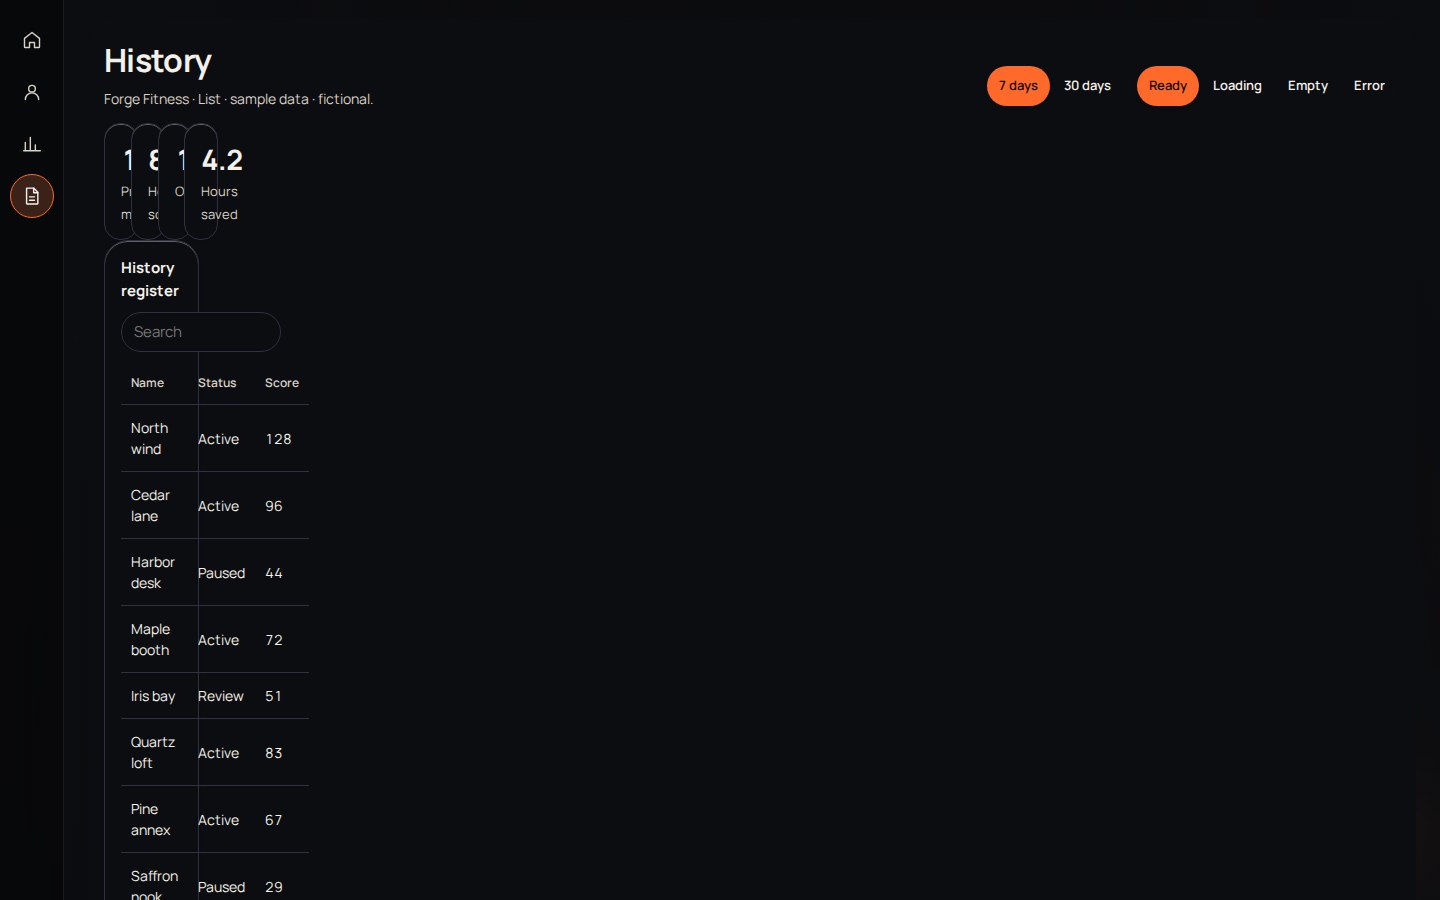 History
Forge Fitness · List · sample data · fictional.
7 days 30 days Ready Loading Empty Error
4.2
Hours
saved
History
register
Search
Name Status Score
North
wind
Active 128
Cedar
lane
Active 96
Harbor
desk
Paused 44
Maple
booth
Active 72
Iris bay Review 51
Quartz
loft
Active 83
Pine
annex
Active 67
Saffron
nook
Paused 29